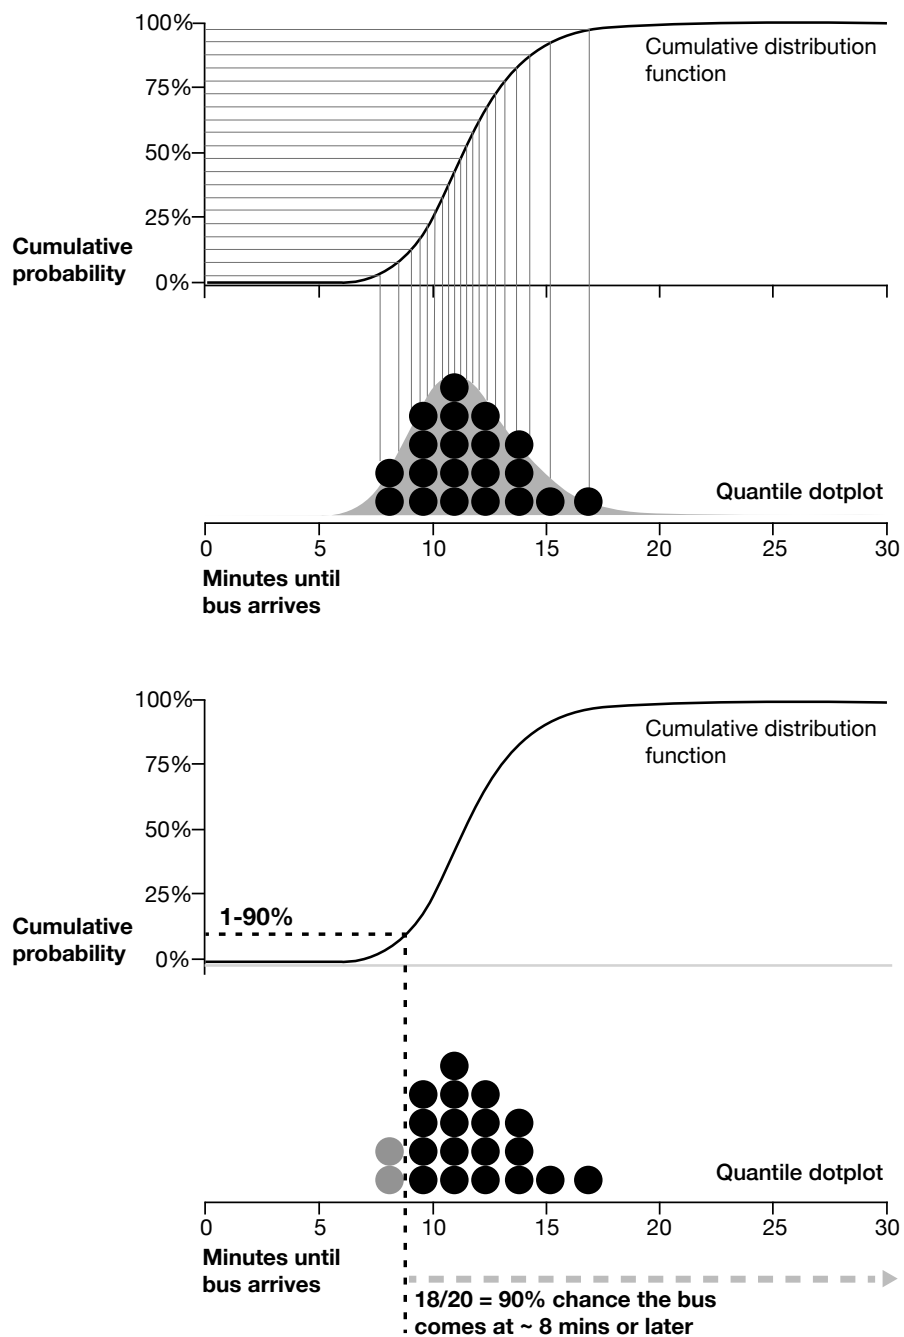 100%
Cumulative distribution
function
75%
50%
25%
Cumulative
probability
0%
Quantile dotplot
0 5 10 15 20 25 30
Minutes until
bus arrives
100%
Cumulative distribution
function
75%
50%
25%
1-90%
Cumulative
probability
0%
Quantile dotplot
0 5 10 15 20 25 30
Minutes until
bus arrives
18/20 = 90% chance the bus
comes at ~ 8 mins or later